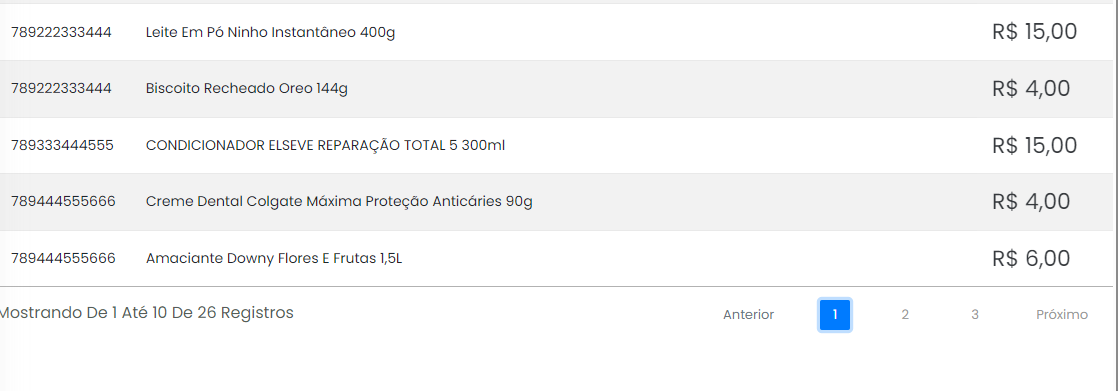 789222333444 Leite Em Pó Ninho Instantâneo 400g R$ 15,00
789222333444 Biscoito Recheado Oreo 144g R$ 4,00
789333444555 CONDICIONADOR ELSEVE REPARAÇÃO TOTAL 5 300ml R$ 15,00
789444555666 Creme Dental Colgate Máxima Proteção Anticáries 90g R$ 4,00
789444555666 Amaciante Downy Flores E Frutas 1,5L R$ 6,00
Mostrando De 1 Até 10 De 26 Registros Anterior 1 2 3 Próximo